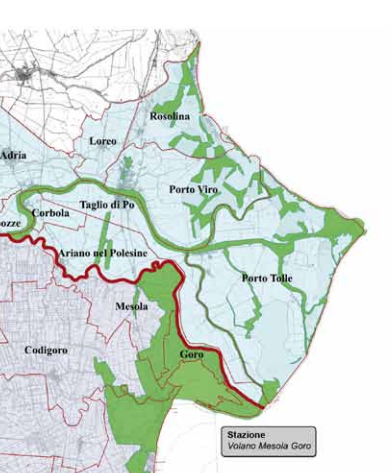 Rosolina
Loreo
Adria
Porto Viro
Taglio di Po
Corbola
ozze
Ariano nel Polesine
Porto Tolle
Mesola
Goro
Codigoro
Stazione
Volano Mesola Goro